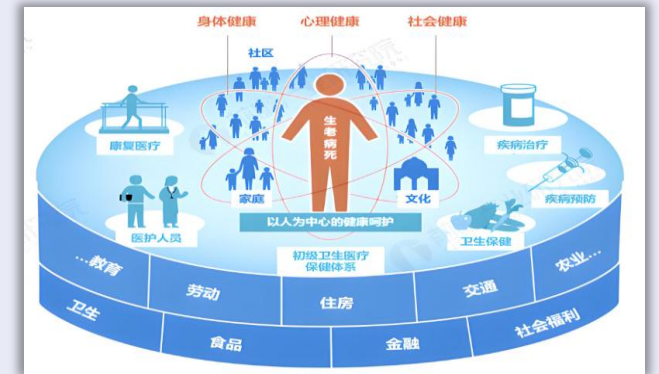 身体健康
心理健康
社会健康
社区
生老病死
康复医疗
疾病治疗
家庭
文化
疾病预防
医护人员
以人为中心的健康呵护
卫生保健
初级卫生医疗
保健体系
...教育
劳动
住房
交通
农业...
卫生
食品
金融
社会福利